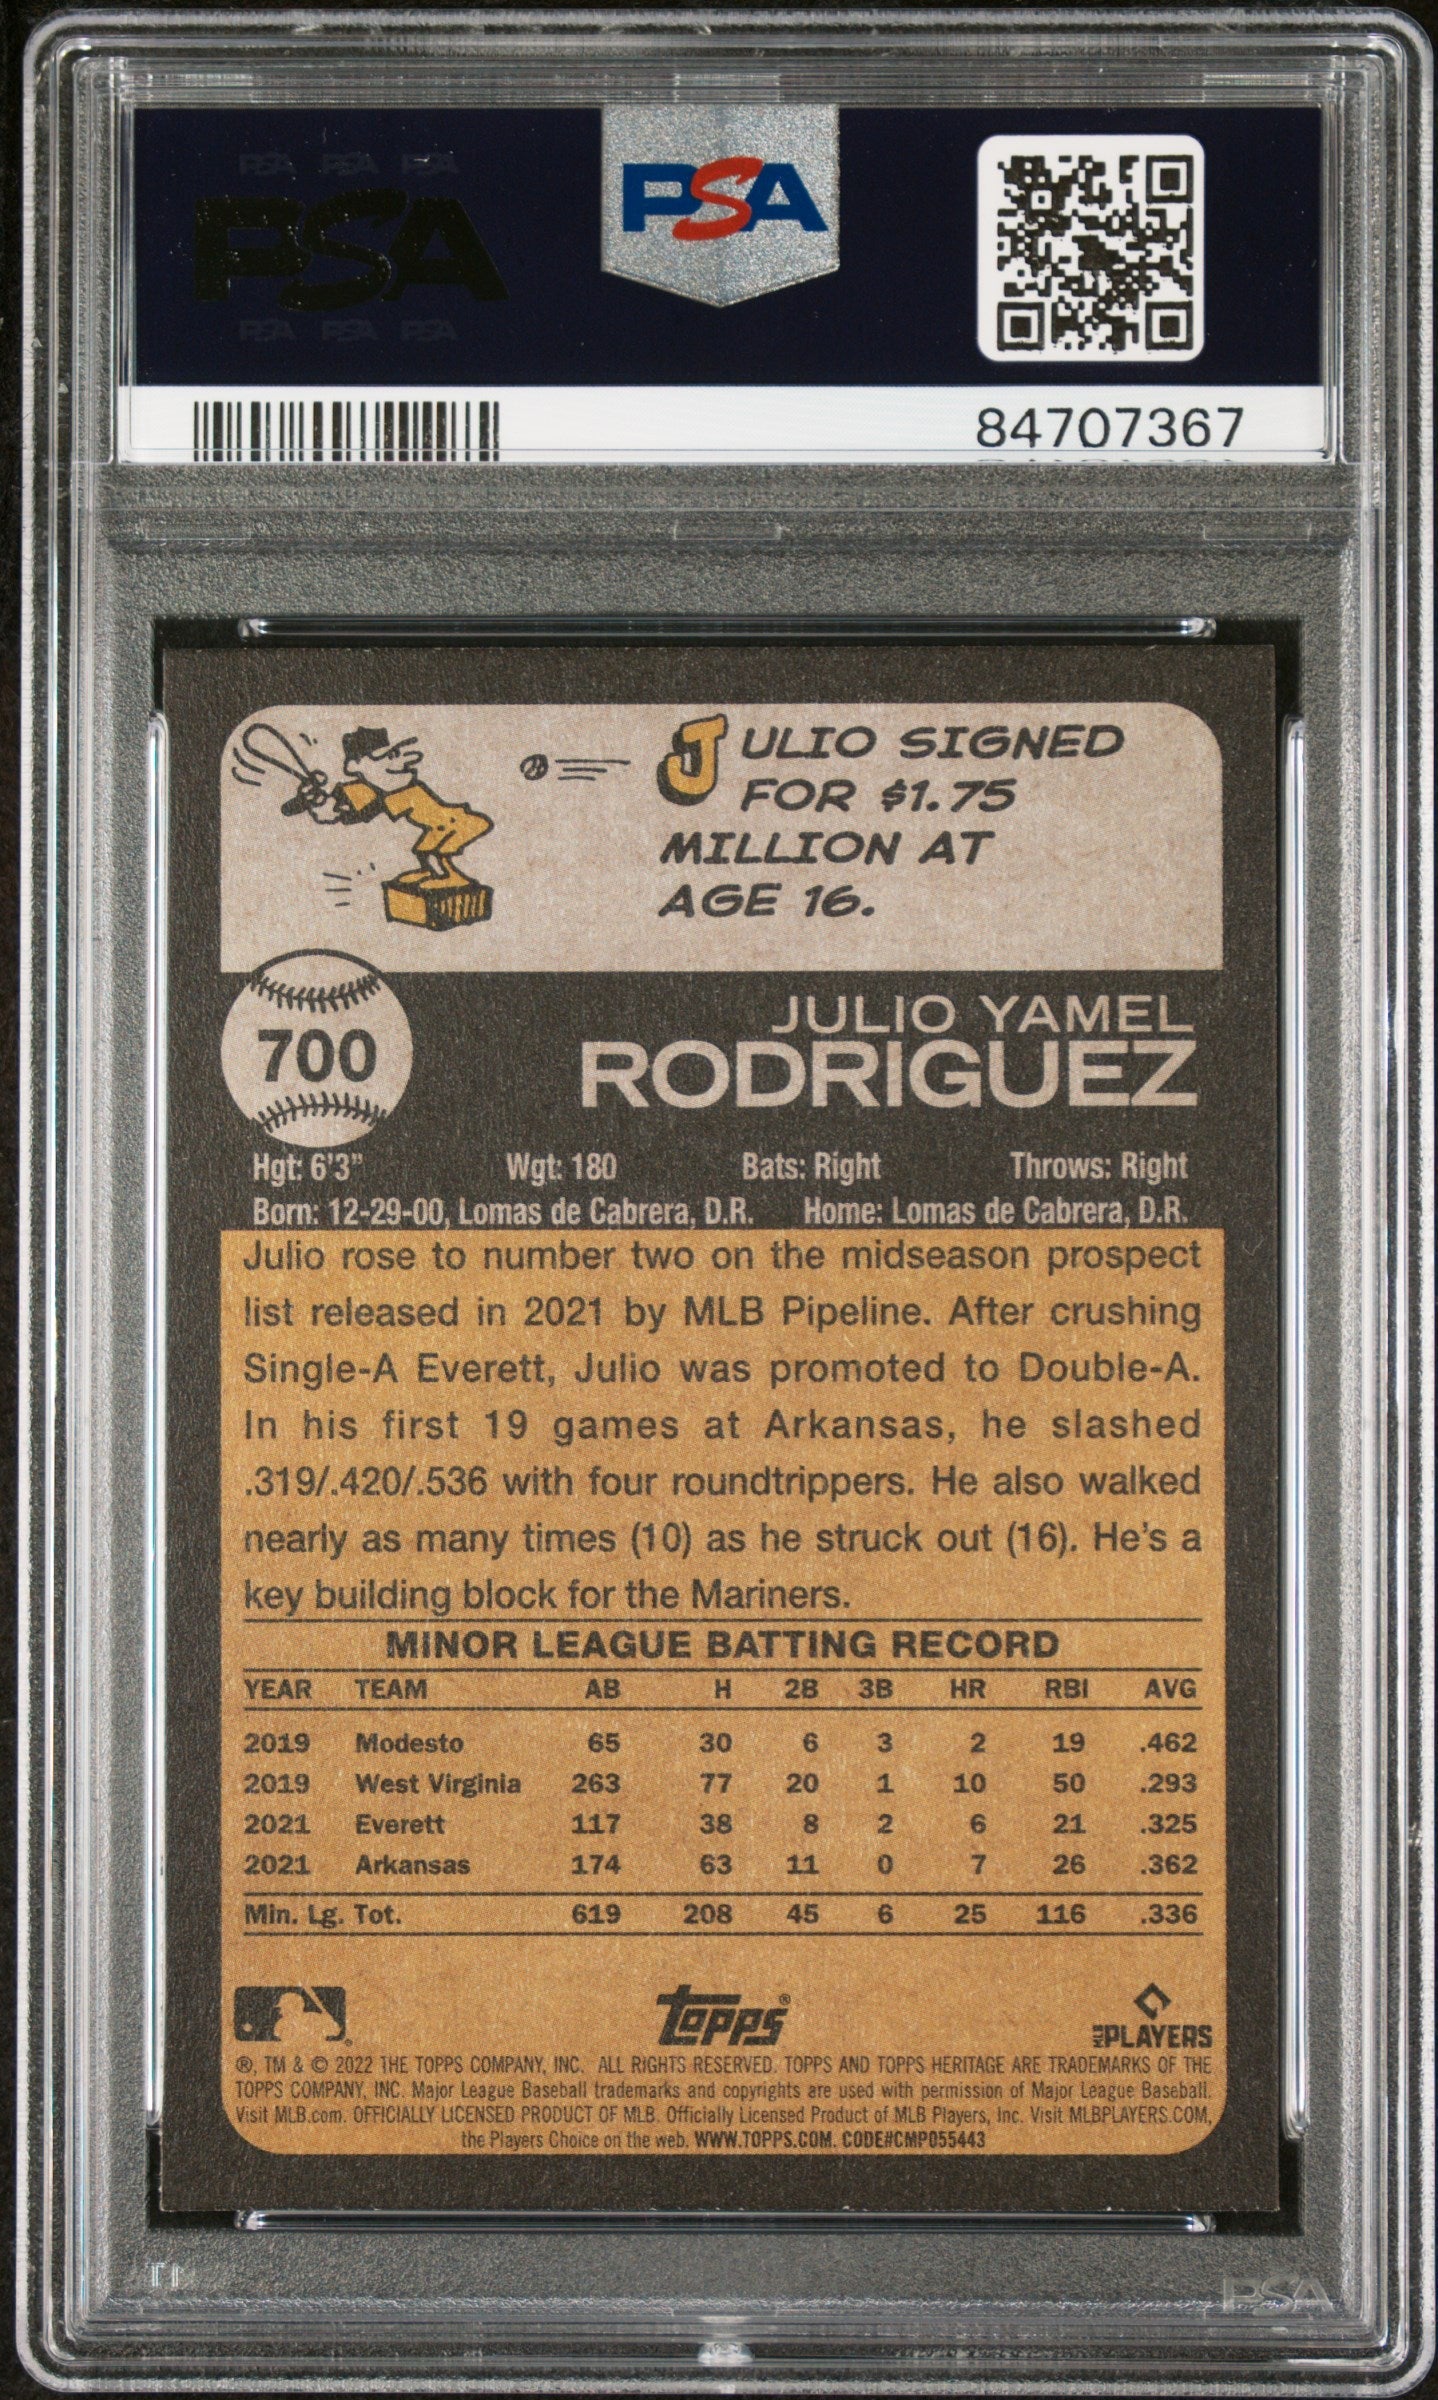 PSA PSA PSA
PSA
PSA PSA PSA
PSA
84707367
JULIO SIGNED
FOR $1.75
MILLION AT
AGE 16.
700
JULIO YAMEL
RODRIGUEZ
Hgt: 6'3" Wgt: 180 Bats: Right Throws: Right
Born: 12-29-00, Lomas de Cabrera, D.R. Home: Lomas de Cabrera, D.R.
Julio rose to number two on the midseason prospect
list released in 2021 by MLB Pipeline. After crushing
Single-A Everett, Julio was promoted to Double-A.
In his first 19 games at Arkansas, he slashed
.319/.420/.536 with four roundtrippers. He also walked
nearly as many times (10) as he struck out (16). He's a
key building block for the Mariners.
MINOR LEAGUE BATTING RECORD
YEAR TEAM AB H 2B 3B HR RBI AVG
2019 Modesto 65 30 6 3 2 19 .462
2019 West Virginia 263 77 20 1 10 50 .293
2021 Everett 117 38 8 2 6 21 .325
2021 Arkansas 174 63 11 0 7 26 .362
Min. Lg. Tot. 619 208 45 6 25 116 .336
Topps® MLB PLAYERS
®, TM & © 2022 THE TOPPS COMPANY, INC. ALL RIGHTS RESERVED. TOPPS AND TOPPS HERITAGE ARE TRADEMARKS OF THE
TOPPS COMPANY, INC. Major League Baseball trademarks and copyrights are used with permission of Major League Baseball.
Visit MLB.com. OFFICIALLY LICENSED PRODUCT OF MLB. Officially Licensed Product of MLB Players, Inc. Visit MLBPLAYERS.COM,
the Players Choice on the web. WWW.TOPPS.COM. CODE#CMP055443
PSA